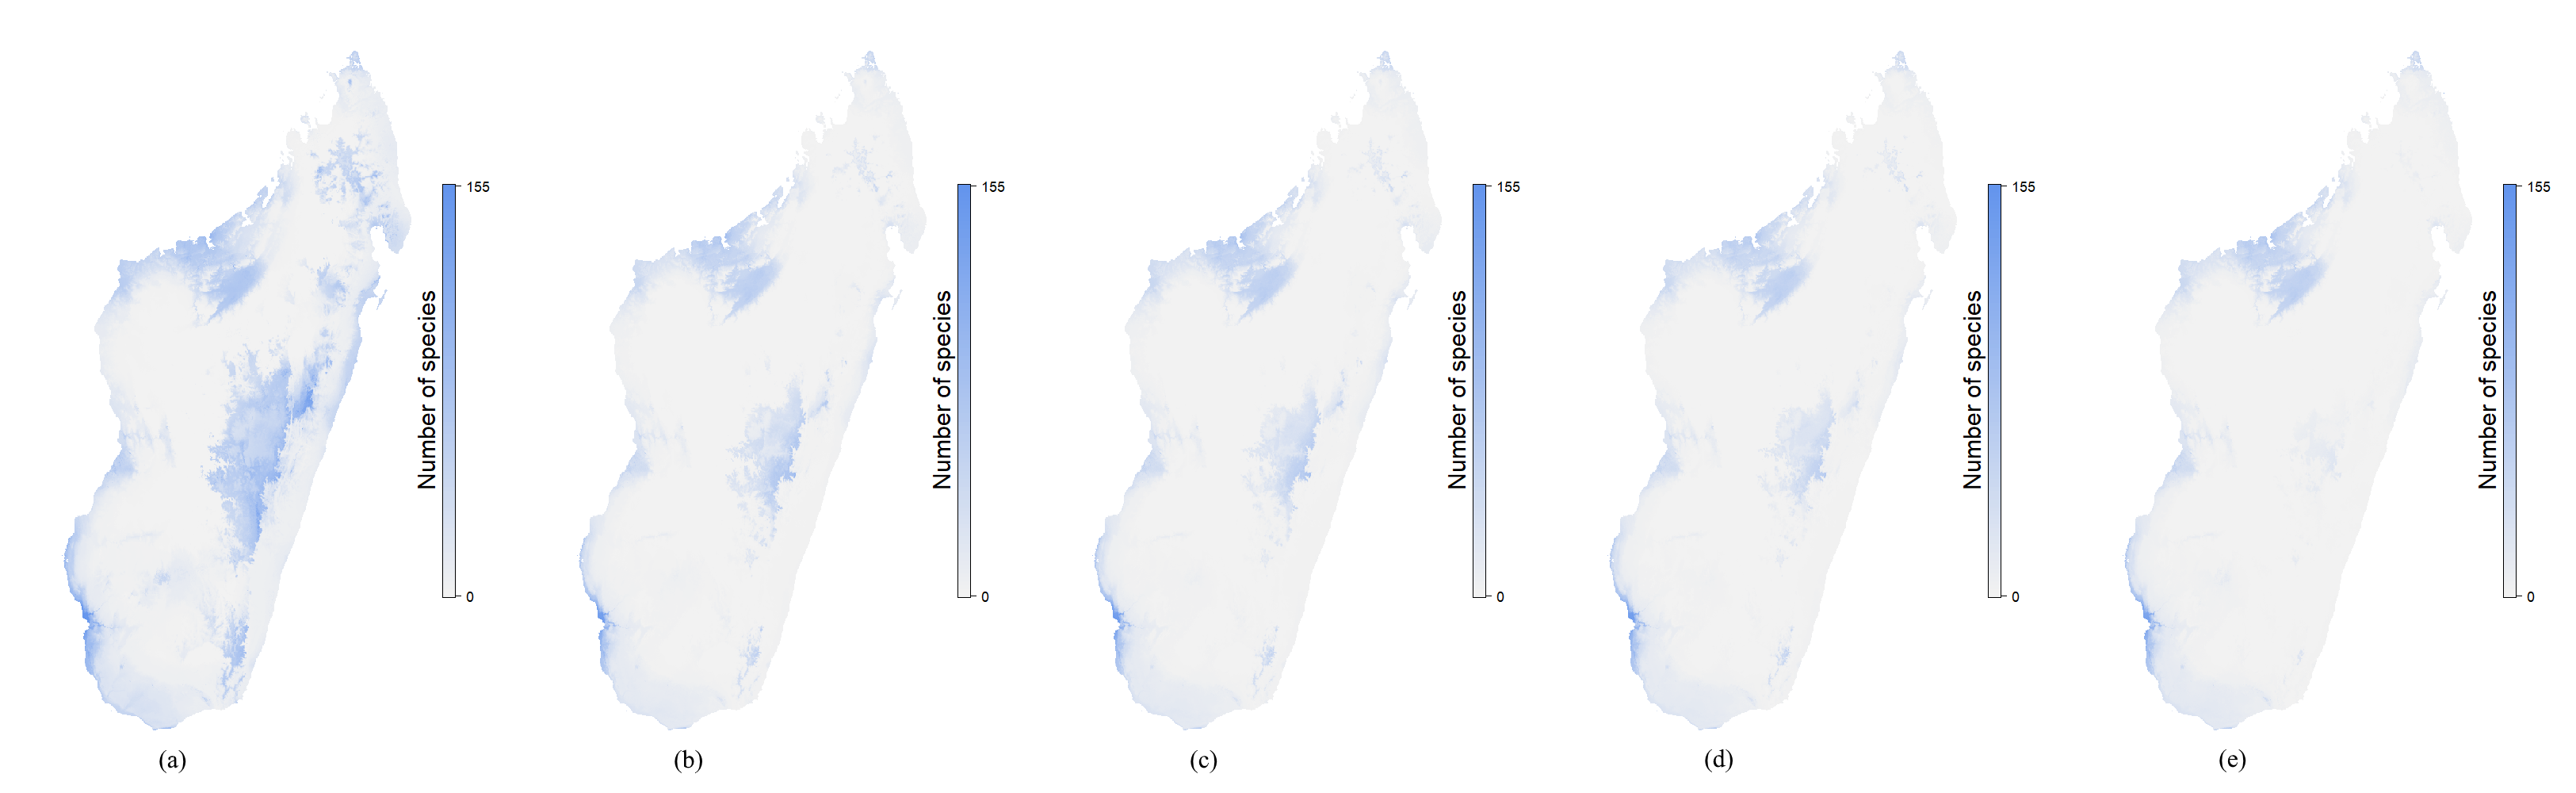 155
Number of species
0
(a)
155
Number of species
0
(b)
155
Number of species
0
(c)
155
Number of species
0
(d)
155
Number of species
0
(e)